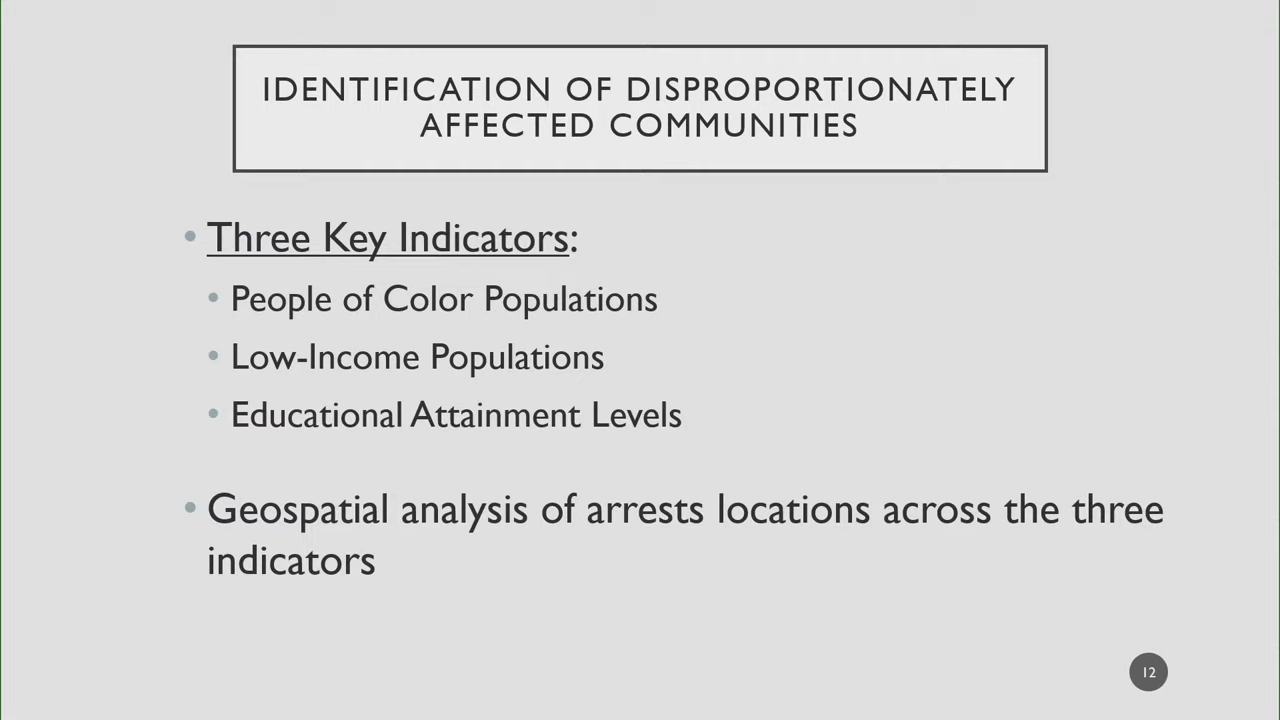 IDENTIFICATION OF DISPROPORTIONATELY
AFFECTED COMMUNITIES
• Three Key Indicators:
• People of Color Populations
• Low-Income Populations
• Educational Attainment Levels
• Geospatial analysis of arrests locations across the three
indicators
12